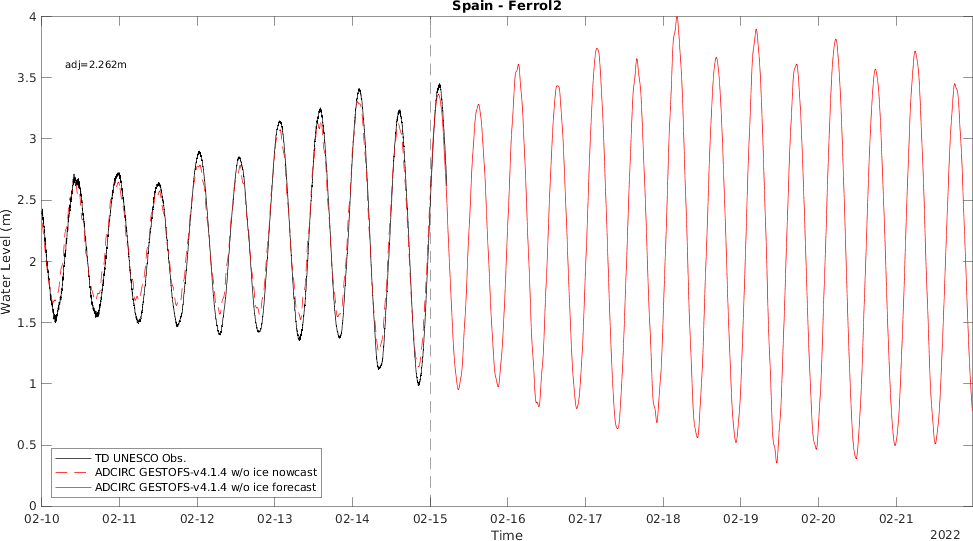 Spain - Ferrol2
adj=2.262m
4
3.5
3
2.5
2
1.5
1
0.5
0
Water Level (m)
TD UNESCO Obs.
ADCIRC GESTOFS-v4.1.4 w/o ice nowcast
ADCIRC GESTOFS-v4.1.4 w/o ice forecast
02-10 02-11 02-12 02-13 02-14 02-15 02-16 02-17 02-18 02-19 02-20 02-21
Time
2022